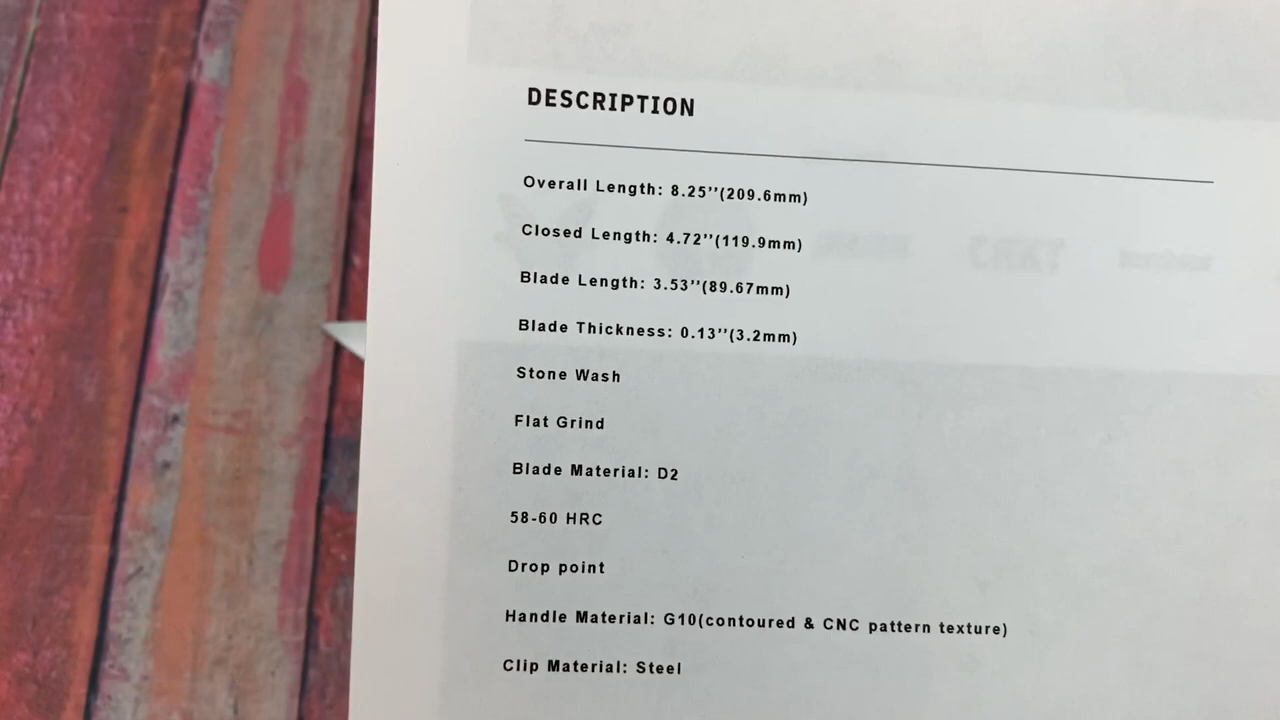 DESCRIPTION
Overall Length: 8.25’’(209.6mm)
Closed Length: 4.72’’(119.9mm)
Blade Length: 3.53’’(89.67mm)
Blade Thickness: 0.13’’(3.2mm)
Stone Wash
Flat Grind
Blade Material: D2
58-60 HRC
Drop point
Handle Material: G10(contoured & CNC pattern texture)
Clip Material: Steel